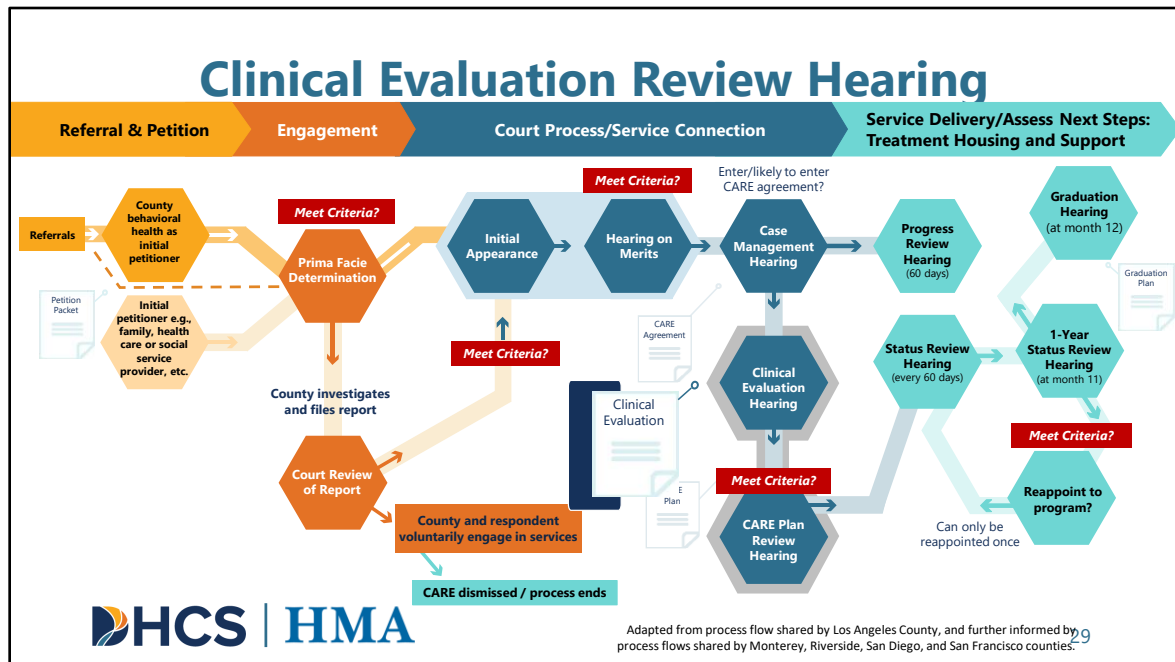 Clinical Evaluation Review Hearing
Referral & Petition
Engagement
Court Process/Service Connection
Service Delivery/Assess Next Steps:
Treatment Housing and Support
Referrals
County
behavioral
health as
initial
petitioner
Petition
Packet
Initial
petitioner e.g.,
family, health
care or social
service
provider, etc.
Meet Criteria?
Prima Facie
Determination
County investigates
and files report
Court Review
of Report
County and respondent
voluntarily engage in services
CARE dismissed / process ends
Meet Criteria?
Initial
Appearance
Meet Criteria?
Hearing on
Merits
Enter/likely to enter
CARE agreement?
Case
Management
Hearing
CARE
Agreement
Clinical
Evaluation
Hearing
Clinical
Evaluation
E
Plan
Meet Criteria?
CARE Plan
Review
Hearing
Progress
Review
Hearing
(60 days)
Status Review
Hearing
(every 60 days)
Graduation
Hearing
(at month 12)
Graduation
Plan
1-Year
Status Review
Hearing
(at month 11)
Meet Criteria?
Reappoint to
program?
Can only be
reappointed once
DHCS | HMA
Adapted from process flow shared by Los Angeles County, and further informed by
process flows shared by Monterey, Riverside, San Diego, and San Francisco counties.
29